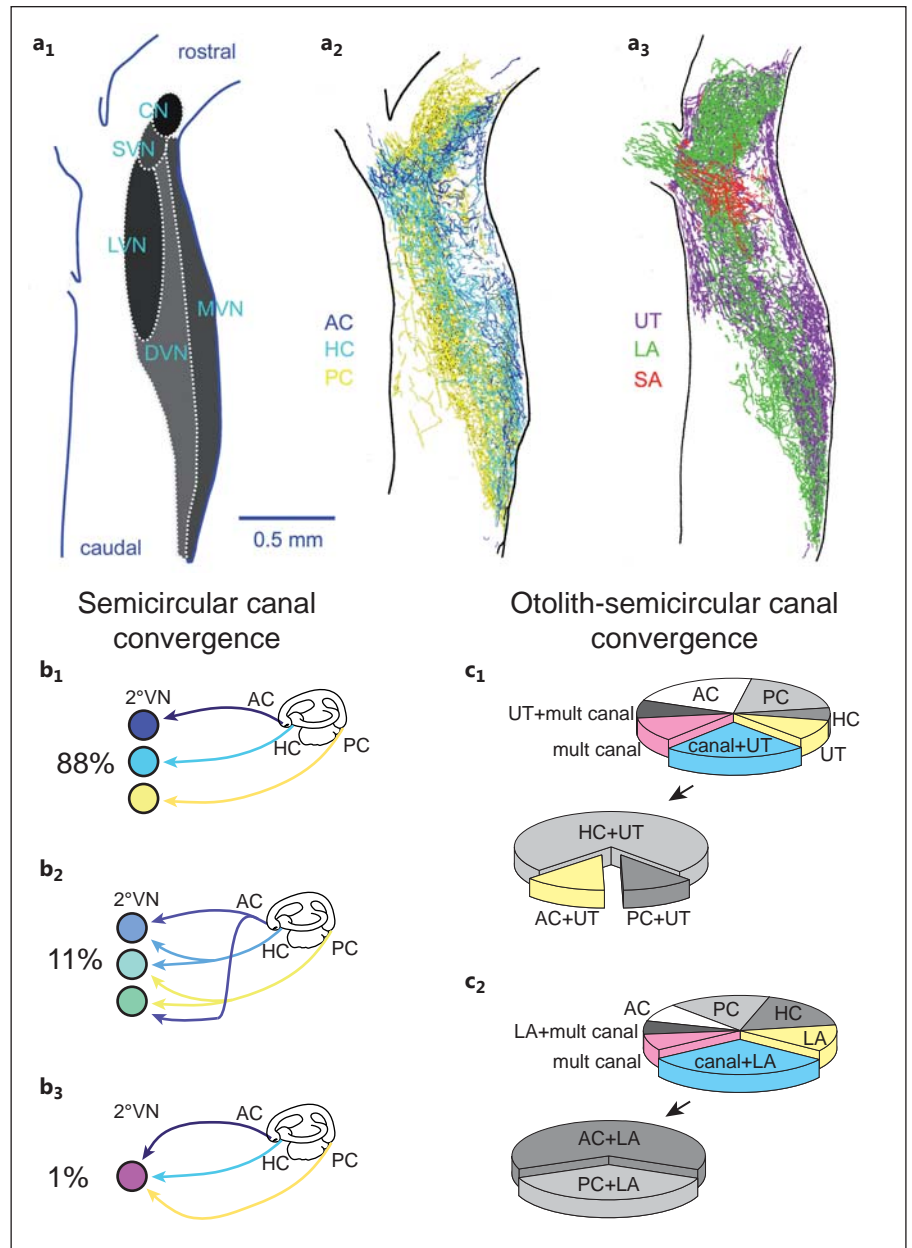 a1
rostral
CN
SVN
LVN
MVN
DVN
caudal
0.5 mm
a2
AC
HC
PC
a3
UT
LA
SA
Semicircular canal
convergence
b1
2°VN
AC
HC
PC
88%
b2
2°VN
AC
HC
PC
11%
b3
2°VN
AC
HC
PC
1%
Otolith-semicircular canal
convergence
c1
AC
PC
UT+mult canal
HC
mult canal
canal+UT
UT
HC+UT
AC+UT
PC+UT
c2
AC
PC
HC
LA+mult canal
LA
mult canal
canal+LA
AC+LA
PC+LA